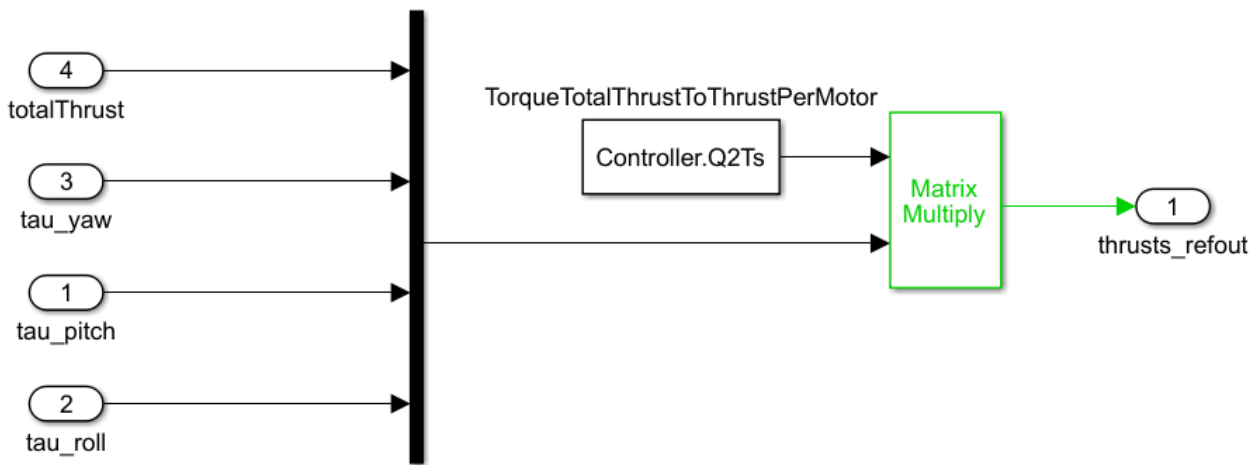 4
totalThrust
3
tau_yaw
1
tau_pitch
2
tau_roll
TorqueTotalThrustToThrustPerMotor
Controller.Q2Ts
Matrix
Multiply
1
thrusts_refout